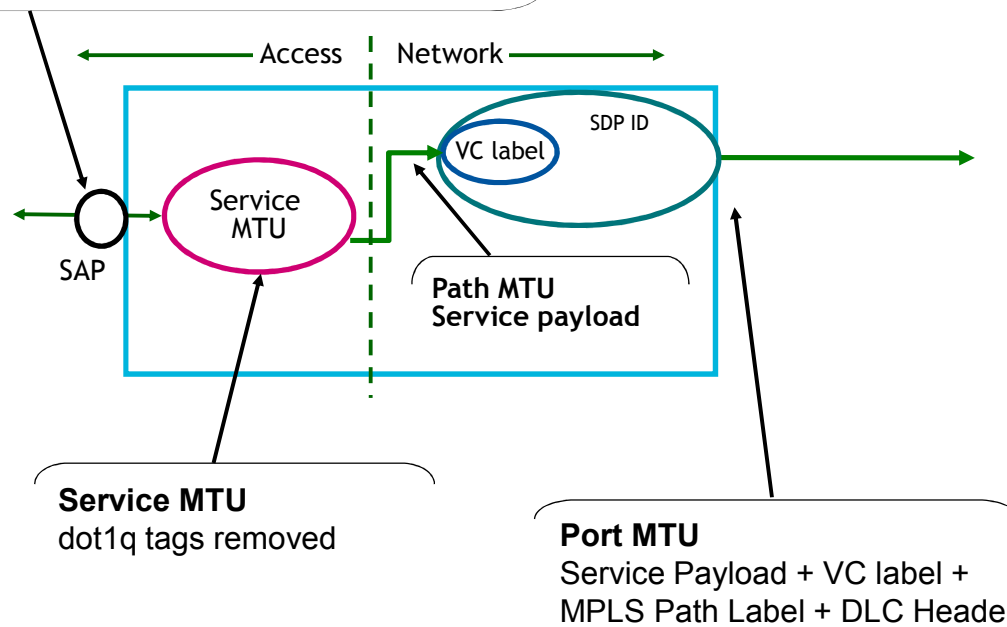 Access
Network
SDP ID
VC label
Service
MTU
SAP
Path MTU
Service payload
Service MTU
dot1q tags removed
Port MTU
Service Payload + VC label +
MPLS Path Label + DLC Heade